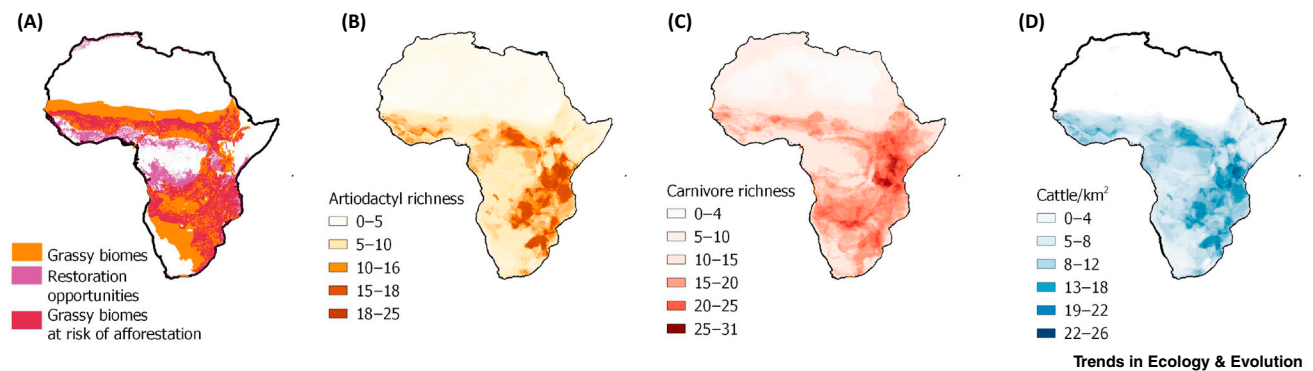 (A)
Grassy biomes
Restoration
opportunities
Grassy biomes
at risk of afforestation
(B)
Artiodactyl richness
0–5
5–10
10–16
15–18
18–25
(C)
Carnivore richness
0–4
5–10
10–15
15–20
20–25
25–31
(D)
Cattle/km²
0–4
5–8
8–12
13–18
19–22
22–26
Trends in Ecology & Evolution